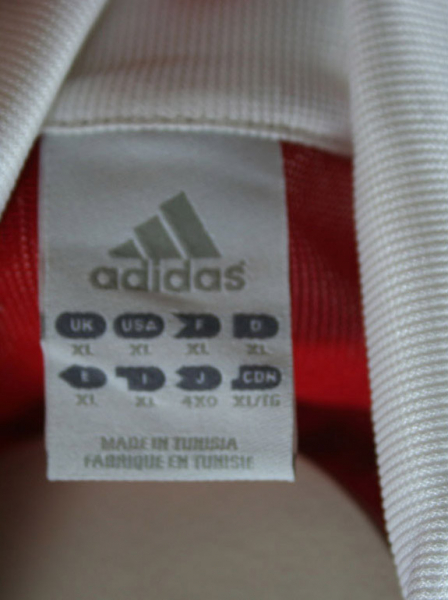 adidas
UK USA F D
XL XL XL XL
E I J CDN
XL XL 4XO XL/TG
MADE IN TUNISIA
FABRIQUE EN TUNISIE